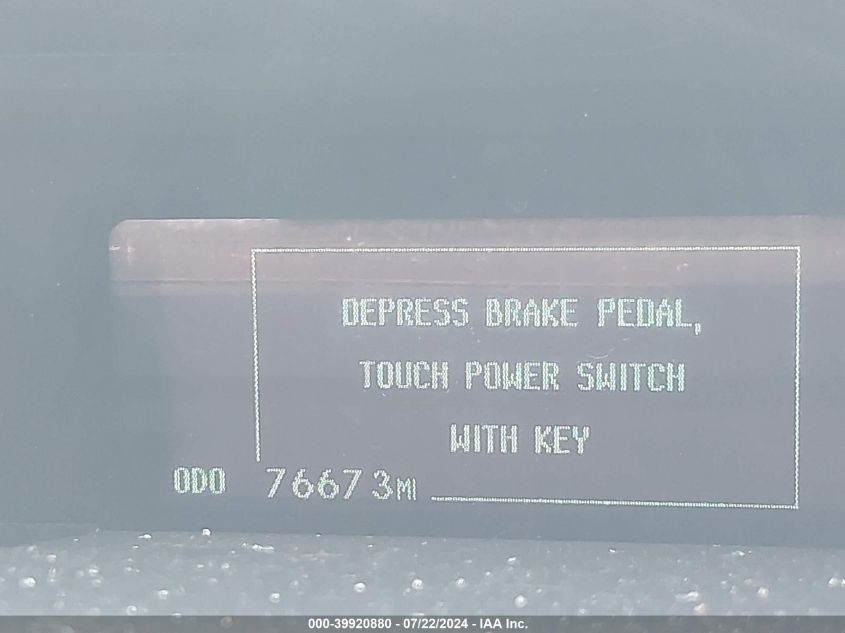 DEPRESS BRAKE PEDAL,
TOUCH POWER SWITCH
WITH KEY
ODO 76673MI
000-39920880 - 07/22/2024 - IAA Inc.